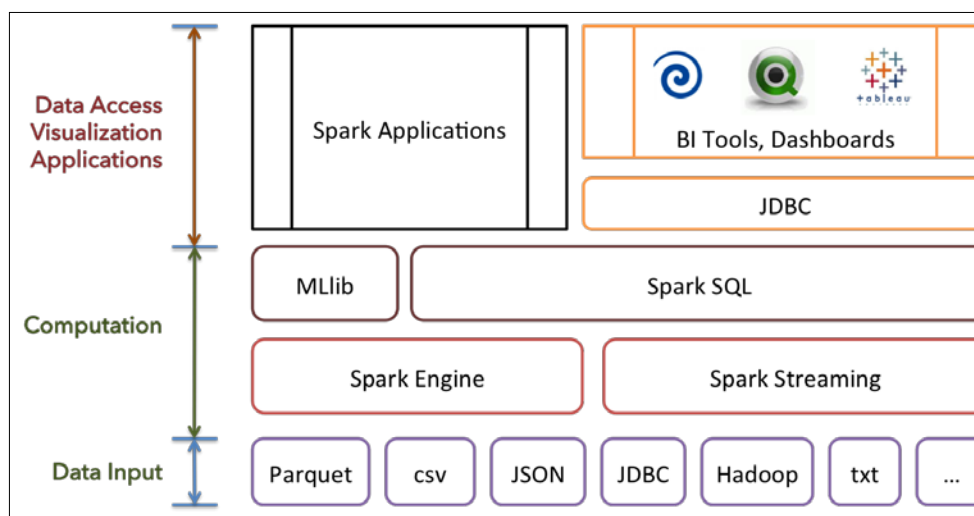 Data Access
Visualization
Applications
Spark Applications
tableau
BI Tools, Dashboards
JDBC
Computation
MLlib
Spark SQL
Spark Engine
Spark Streaming
Data Input
Parquet
csv
JSON
JDBC
Hadoop
txt
...